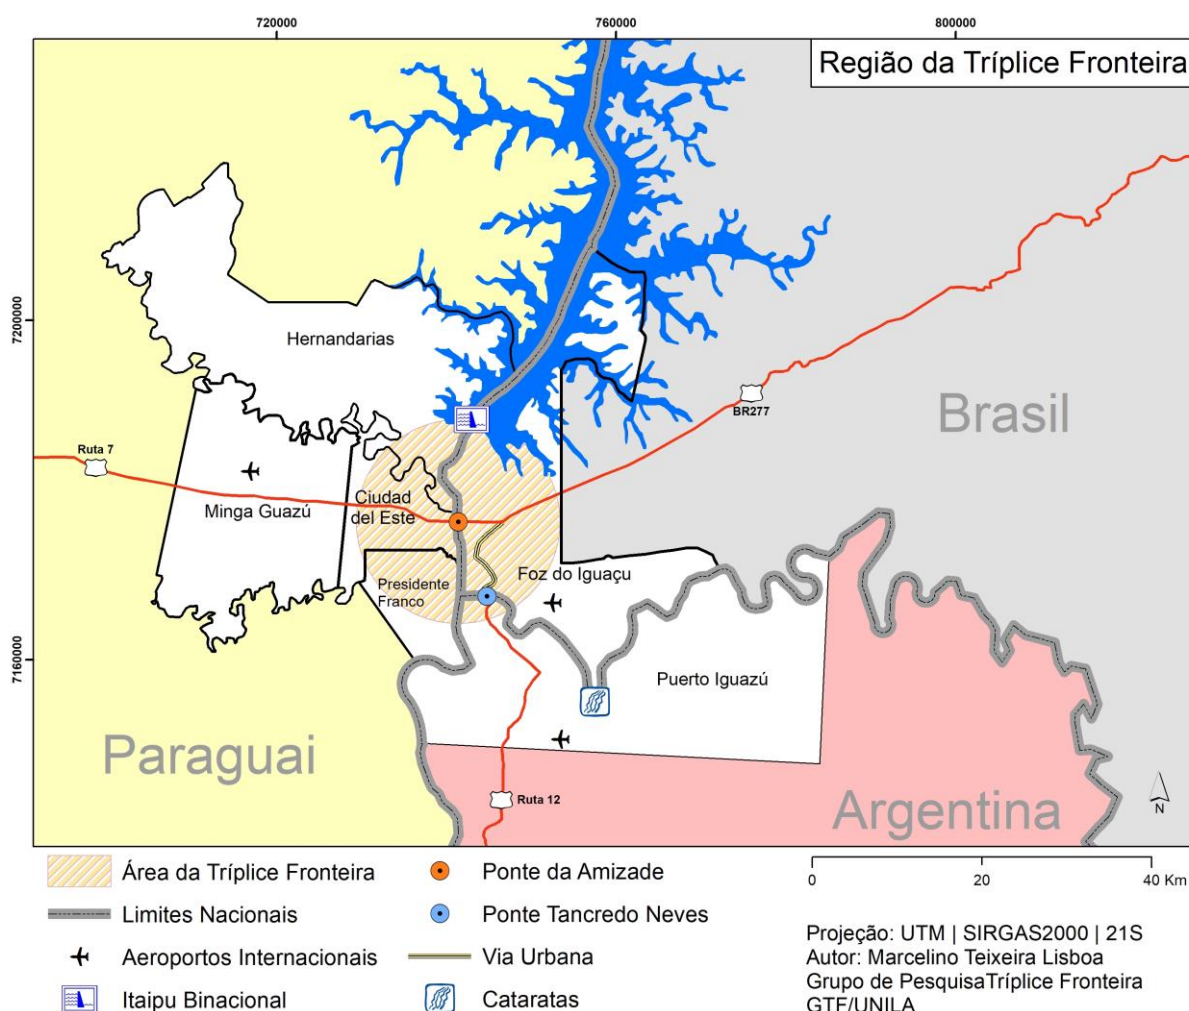 720000
760000
800000
Região da Tríplice Fronteira
7200000
Hernandarias
BR277
Brasil
Ruta 7
Ciudad
del Este
Minga Guazú
Foz do Iguaçu
Presidente
Franco
7160000
Puerto Iguazú
Paraguai
Ruta 12
Argentina
N
Área da Tríplice Fronteira
Ponte da Amizade
0 20 40 Km
Limites Nacionais
Ponte Tancredo Neves
Aeroportos Internacionais
Via Urbana
Itaipu Binacional
Cataratas
Projeção: UTM | SIRGAS2000 | 21S
Autor: Marcelino Teixeira Lisboa
Grupo de PesquisaTríplice Fronteira
GTF/UNILA